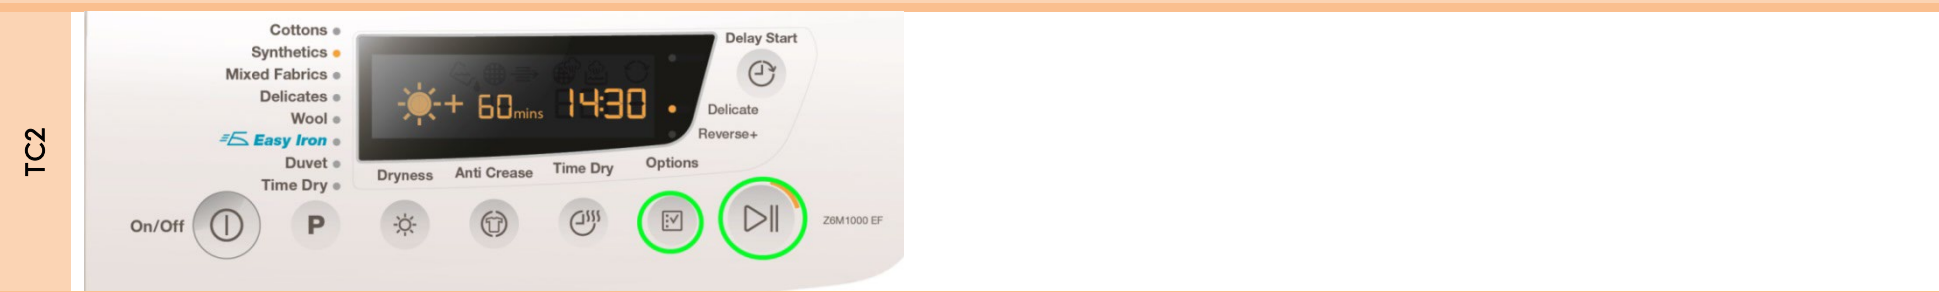 TC2
Cottons
Synthetics
Mixed Fabrics
Delicates
Wool
Easy Iron
Duvet
Time Dry
60mins 14:30
Delay Start
Delicate
Reverse+
Dryness Anti Crease Time Dry Options
On/Off P
Z6M1000 EF